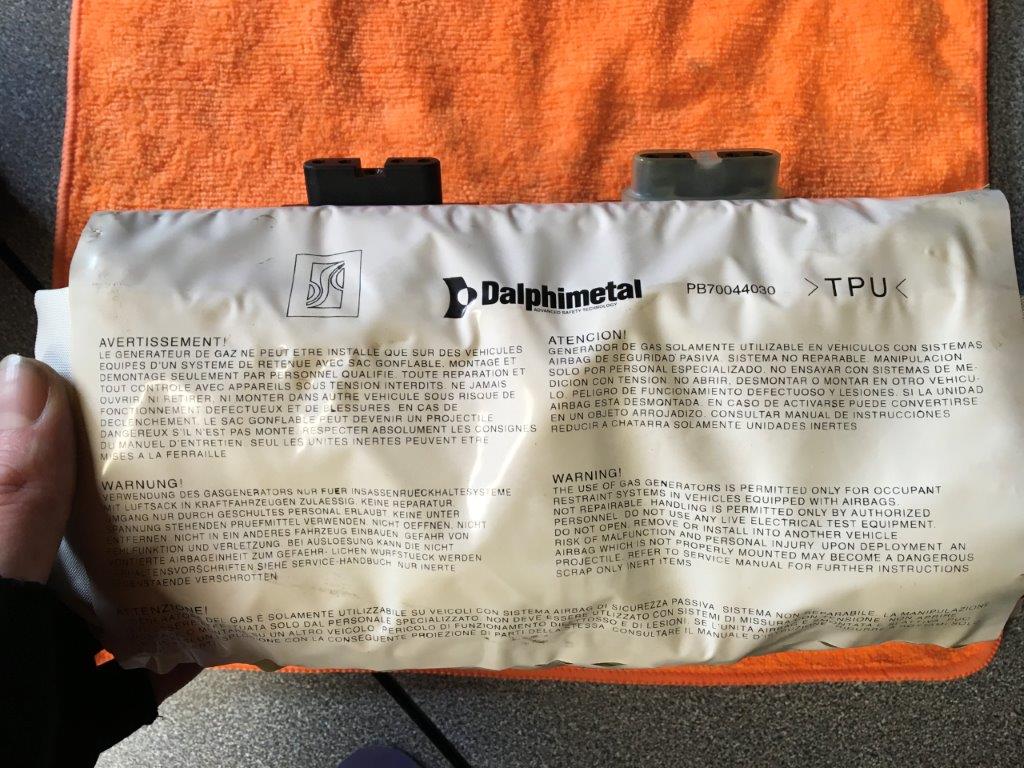 Dalphimetal
ADVANCED SAFETY TECHNOLOGY
PB70044030
>TPU<
AVERTISSEMENT!
LE GENERATEUR DE GAZ NE PEUT ETRE INSTALLE QUE SUR DES VEHICULES
EQUIPES D'UN SYSTEME DE RETENUE AVEC SAC GONFLABLE. MONTAGE ET
DEMONTAGE SEULEMENT PAR PERSONNEL QUALIFIE. TOUTE REPARATION ET
TOUT CONTROLE AVEC APPAREILS SOUS TENSION INTERDITS. NE JAMAIS
OUVRIR, NI RETIRER, NI MONTER DANS AUTRE VEHICULE SOUS RISQUE DE
FONCTIONNEMENT DEFECTUEUX ET DE BLESSURES. EN CAS DE
DECLENCHEMENT, LE SAC GONFLABLE PEUT DEVENIR UN PROJECTILE
DANGEREUX S'IL N'EST PAS MONTE. RESPECTER ABSOLUMENT LES CONSIGNES
DU MANUEL D'ENTRETIEN. SEUL LES UNITES INERTES PEUVENT ETRE
MISES A LA FERRAILLE
ATENCION!
GENERADOR DE GAS SOLAMENTE UTILIZABLE EN VEHICULOS CON SISTEMAS
AIRBAG DE SEGURIDAD PASIVA. SISTEMA NO REPARABLE. MANIPULACION
SOLO POR PERSONAL ESPECIALIZADO. NO ENSAYAR CON SISTEMAS DE ME-
DICION CON TENSION. NO ABRIR, DESMONTAR O MONTAR EN OTRO VEHICU-
LO. PELIGRO DE FUNCIONAMIENTO DEFECTUOSO Y LESIONES. SI LA UNIDAD
AIRBAG ESTA DESMONTADA, EN CASO DE ACTIVARSE PUEDE CONVERTIRSE
EN UN OBJETO ARROJADIZO. CONSULTAR MANUAL DE INSTRUCCIONES
REDUCIR A CHATARRA SOLAMENTE UNIDADES INERTES
WARNUNG!
VERWENDUNG DES GASGENERATORS NUR FUER INSASSENRUECKHALTESYSTEME
MIT LUFTSACK IN KRAFTFAHRZEUGEN ZULAESSIG. KEINE REPARATUR
UMGANG NUR DURCH GESCHULTES PERSONAL ERLAUBT. KEINE UNTER
SPANNUNG STEHENDEN PRUEFMITTEL VERWENDEN. NICHT OEFFNEN, NICHT
ENTFERNEN. NICHT IN EIN ANDERES FAHRZEUG EINBAUEN. GEFAHR VON
FEHLFUNKTION UND VERLETZUNG. BEI AUSLOESUNG KANN DIE NICHT
MONTIERTE AIRBAGEINHEIT ZUM GEFAEHR- LICHEN WURFSTUECK WERDEN
VERHALTENSVORSCHRIFTEN SIEHE SERVICE-HANDBUCH. NUR INERTE
GEGENSTAENDE VERSCHROTTEN
WARNING!
THE USE OF GAS GENERATORS IS PERMITTED ONLY FOR OCCUPANT
RESTRAINT SYSTEMS IN VEHICLES EQUIPPED WITH AIRBAGS.
NOT REPAIRABLE. HANDLING IS PERMITTED ONLY BY AUTHORIZED
PERSONNEL. DO NOT USE ANY LIVE ELECTRICAL TEST EQUIPMENT.
DO NOT OPEN. REMOVE OR INSTALL INTO ANOTHER VEHICLE
RISK OF MALFUNCTION AND PERSONAL INJURY. UPON DEPLOYMENT. AN
AIRBAG WHICH IS NOT PROPERLY MOUNTED MAY BECOME A DANGEROUS
PROJECTILE. REFER TO SERVICE MANUAL FOR FURTHER INSTRUCTIONS
SCRAP ONLY INERT ITEMS
ATTENZIONE!
DEL GAS E' SOLAMENTE UTILIZZABILE SU VEICOLI CON SISTEMA AIRBAG DI SICUREZZA PASSIVA. SISTEMA NON REPARABILE. LA MANIPULAZIONE
SOLO DAL PERSONALE SPECIALIZZATO. NON DEVE ESSERE UTLIZZATO CON SISTEMI DI MISSURA
SU UN ALTRO VEICOLO. PERICOLO DI FUNZIONAMENTO DIFETTOSO E DI LESIONI. SE L'UNITA
CON LA CONSEGUENTE PROIEZIONE DI PARTI DELLA STESSA. CONSULTARE IL MANUALE